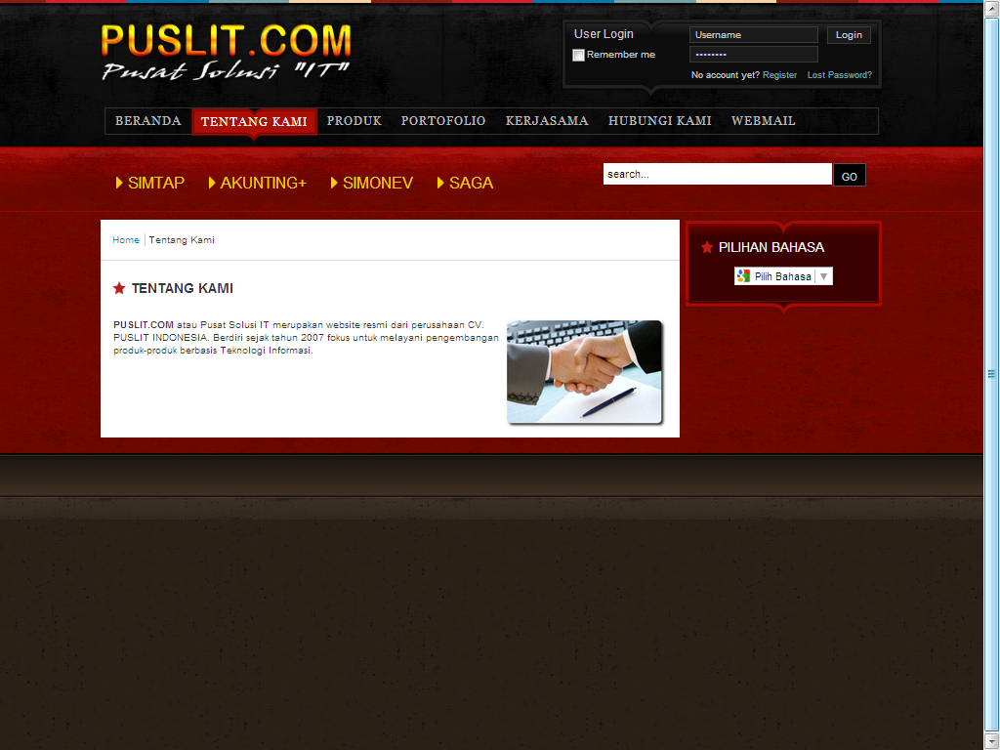 PUSLIT.COM
Pusat Solusi "IT"
User Login
Username
Login
Remember me
No account yet? Register Lost Password?
BERANDA TENTANG KAMI PRODUK PORTOFOLIO KERJASAMA HUBUNGI KAMI WEBMAIL
SIMTAP AKUNTING+ SIMONEV SAGA
search...
GO
Home Tentang Kami
TENTANG KAMI
PUSLIT.COM atau Pusat Solusi IT merupakan website resmi dari perusahaan CV.
PUSLIT INDONESIA. Berdiri sejak tahun 2007 fokus untuk melayani pengembangan
produk-produk berbasis Teknologi Informasi.
PILIHAN BAHASA
Pilih Bahasa